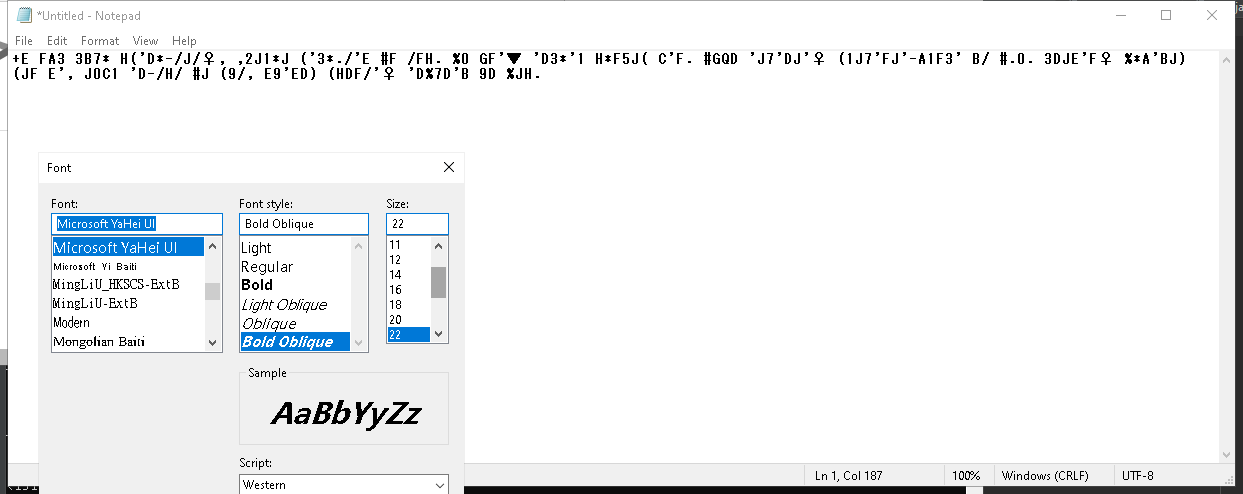 *Untitled - Notepad
File Edit Format View Help
+E FA3 3B7* H('D*-/J/♀, ,2J1*J ('3*./'E #F /FH. %0 GF'▼ 'D3*'1 H*F5J( C'F. #GQD 'J7'DJ'♀ (1J7'FJ'-A1F3' B/ #.0. 3DJE'F♀ %*A'BJ)
(JF E', J0C1 'D-/H/ #J (9/, E9'ED) (HDF/'♀ 'D%7D'B 9D %JH.
Font
Font: Font style: Size:
Microsoft YaHei UI Bold Oblique 22
Microsoft YaHei UI Light 11
Microsoft Yi Baiti Regular 12
MingLiU_HKSCS-ExtB Bold 14
MingLiU-ExtB Light Oblique 16
Modern Oblique 18
Mongolian Baiti Bold Oblique 20
22
Sample
AaBbYyZz
Script:
Western
Ln 1, Col 187 100% Windows (CRLF) UTF-8